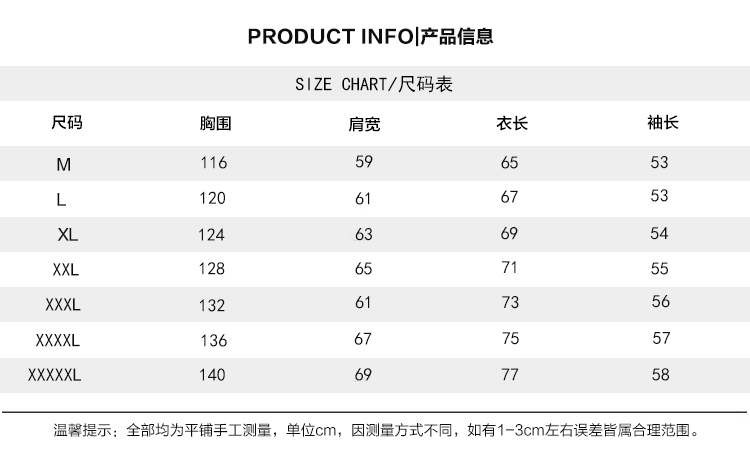 PRODUCT INFO|产品信息
SIZE CHART/尺码表
尺码 胸围 肩宽 衣长 袖长
M 116 59 65 53
L 120 61 67 53
XL 124 63 69 54
XXL 128 65 71 55
XXXL 132 61 73 56
XXXXL 136 67 75 57
XXXXXL 140 69 77 58
温馨提示：全部均为平铺手工测量，单位cm，因测量方式不同，如有1-3cm左右误差皆属合理范围。